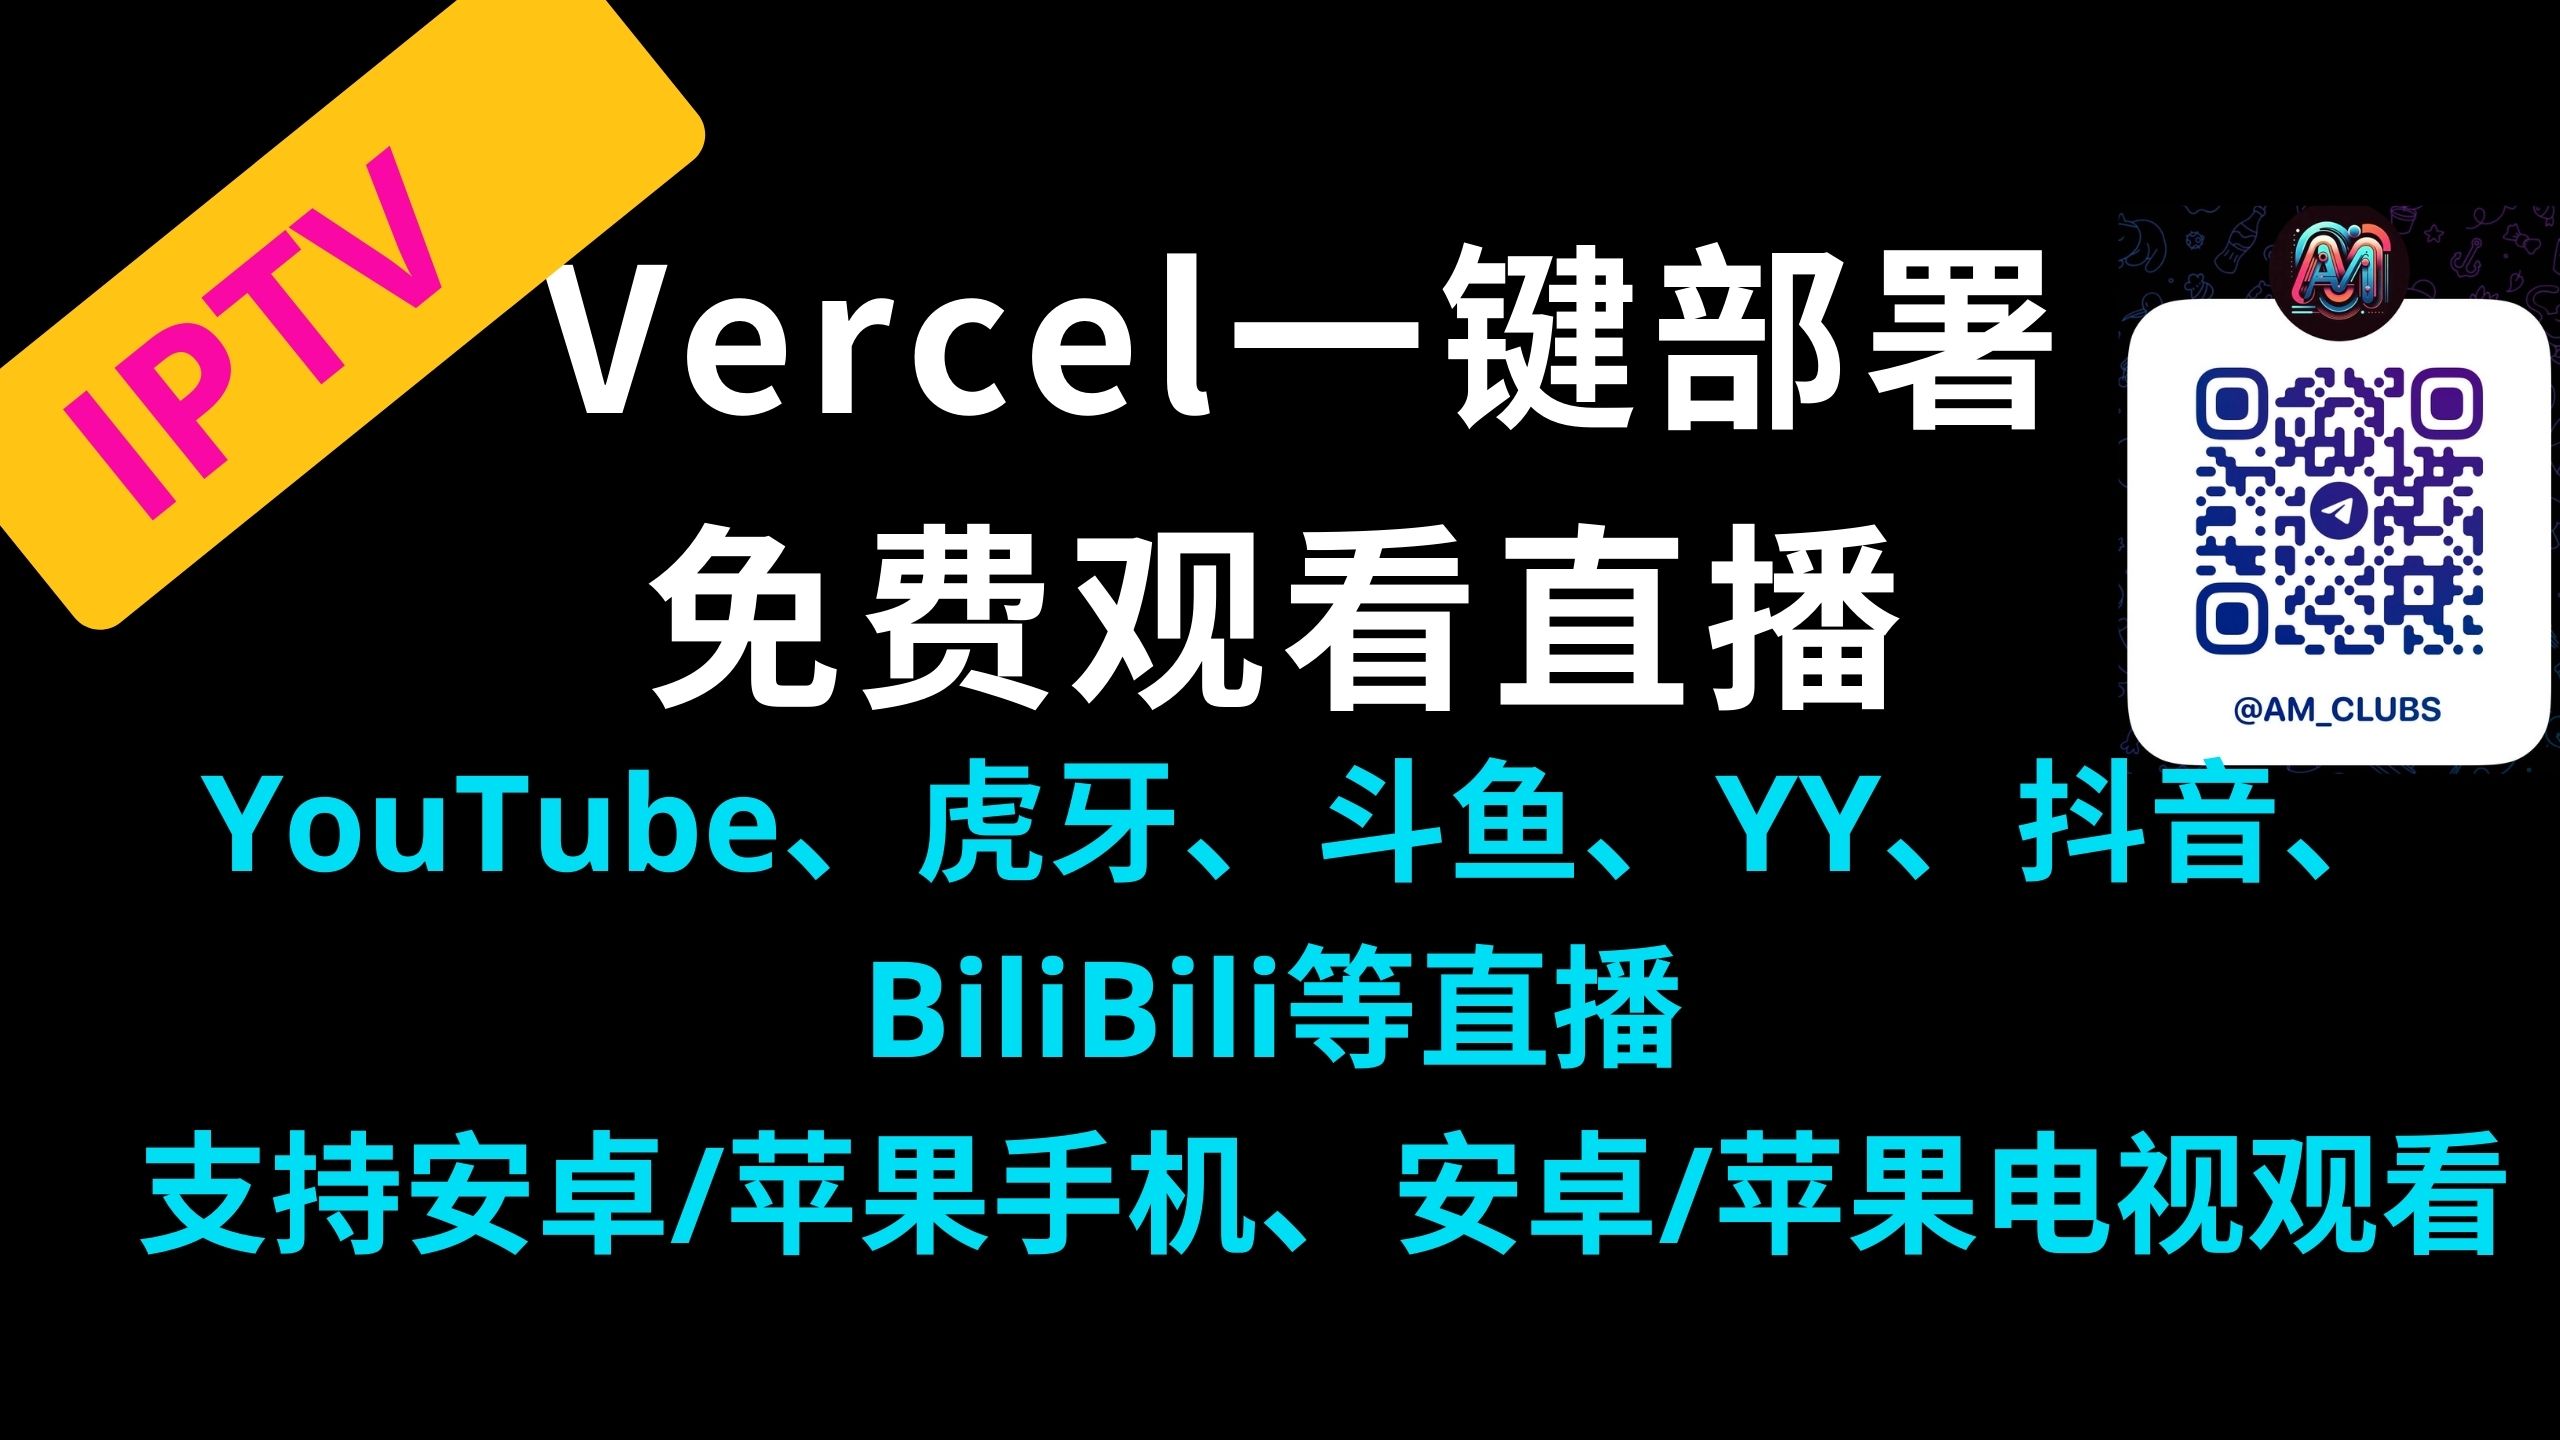 IPTV
Vercel一键部署
免费观看直播
@AM_CLUBS
YouTube、虎牙、斗鱼、YY、抖音、
BiliBili等直播
支持安卓/苹果手机、安卓/苹果电视观看